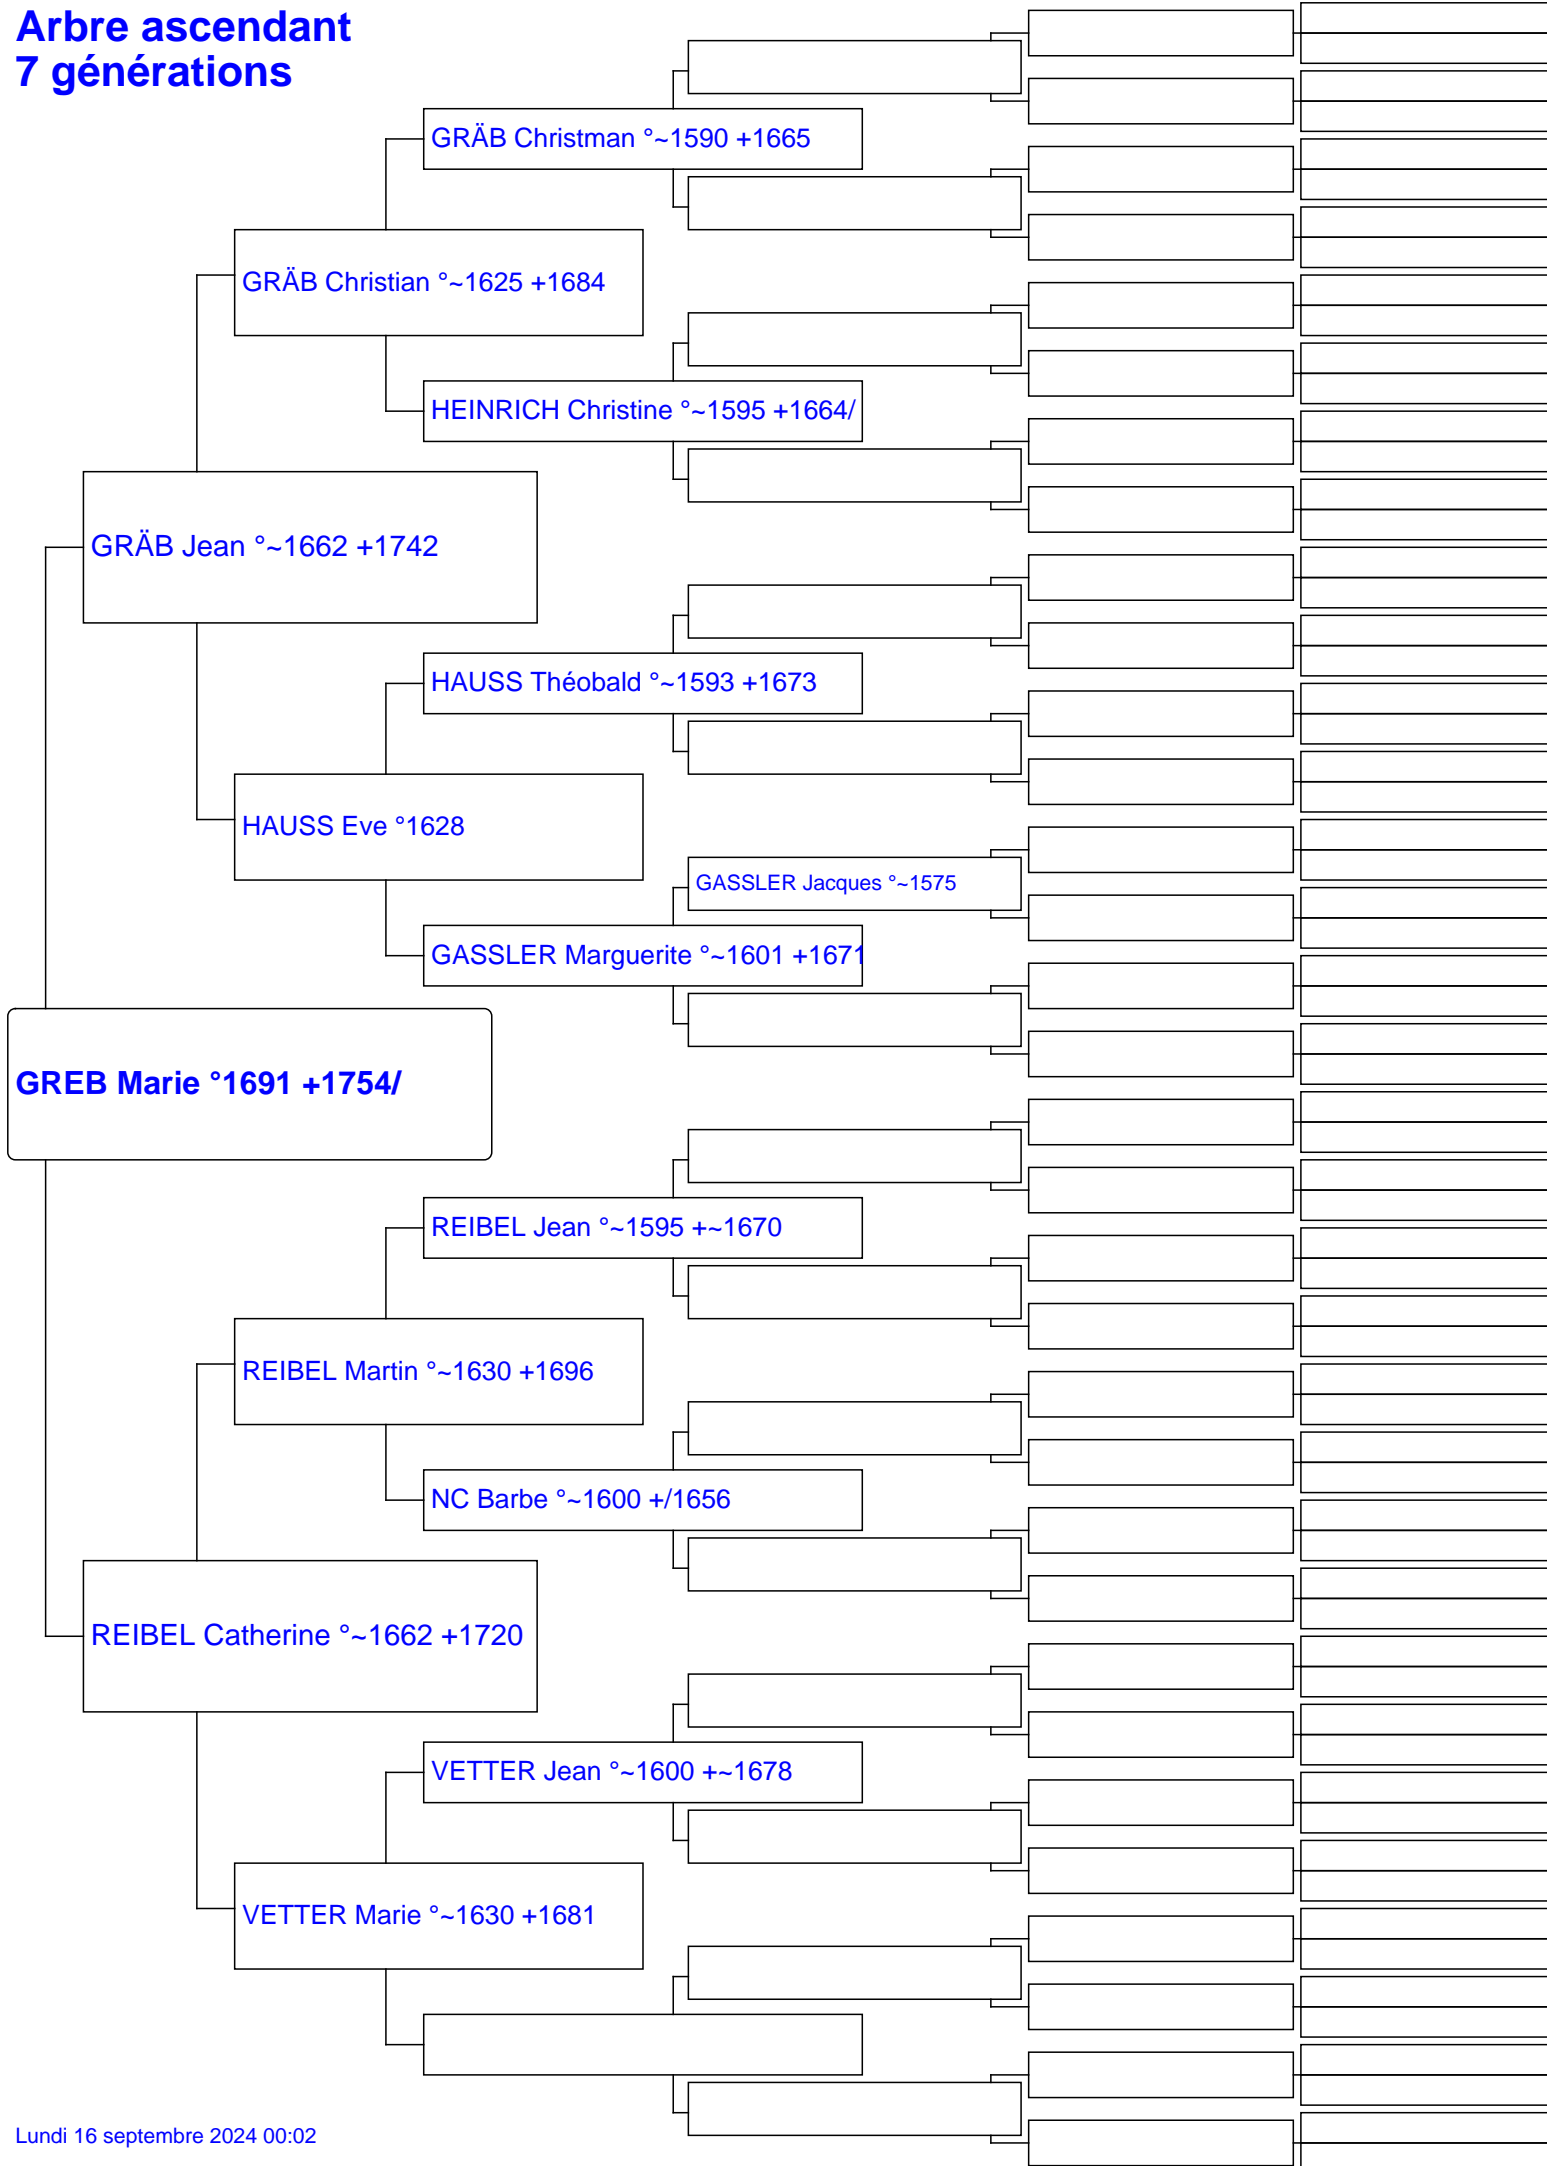 Arbre ascendant
7 générations
GRÄB Christman °~1590 +1665
GRÄB Christian °~1625 +1684
HEINRICH Christine °~1595 +1664/
GRÄB Jean °~1662 +1742
HAUSS Théobald °~1593 +1673
HAUSS Eve °1628
GASSLER Jacques °~1575
GASSLER Marguerite °~1601 +1671
GREB Marie °1691 +1754/
REIBEL Jean °~1595 +~1670
REIBEL Martin °~1630 +1696
NC Barbe °~1600 +/1656
REIBEL Catherine °~1662 +1720
VETTER Jean °~1600 +~1678
VETTER Marie °~1630 +1681
Lundi 16 septembre 2024 00:02